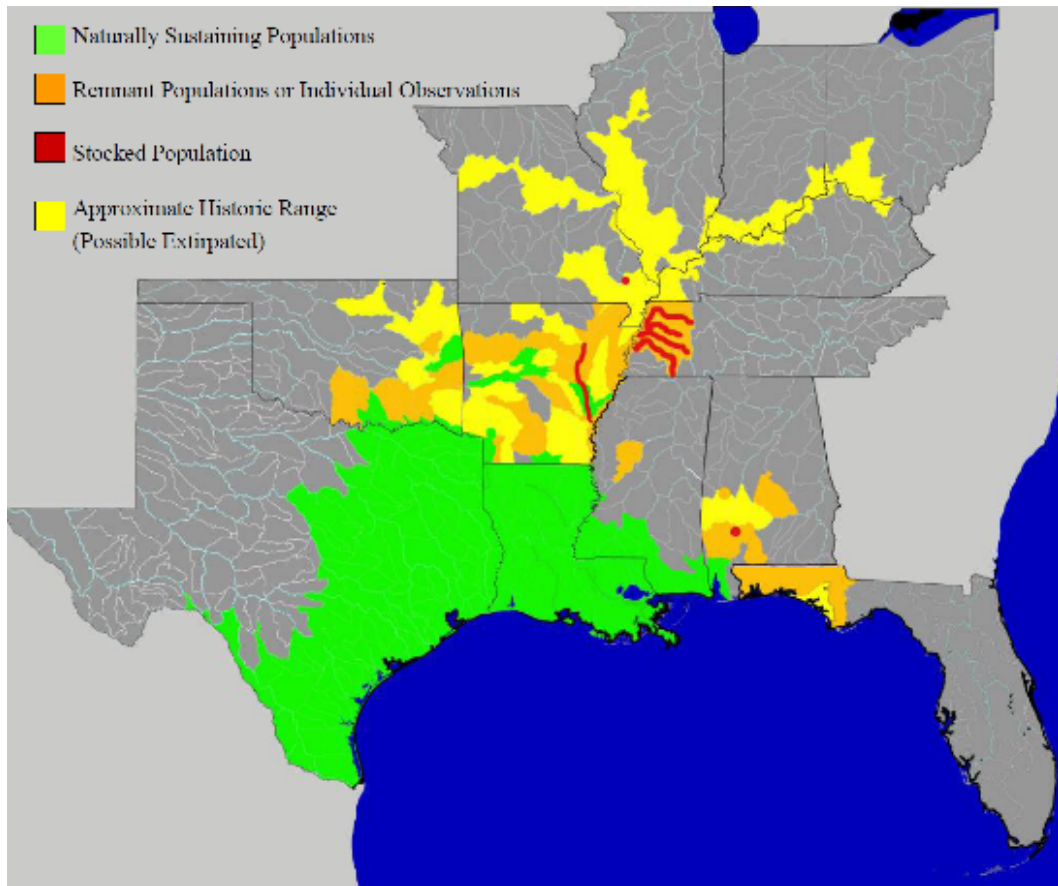 Naturally Sustaining Populations
Remnant Populations or Individual Observations
Stocked Population
Approximate Historic Range
(Possible Extirpated)